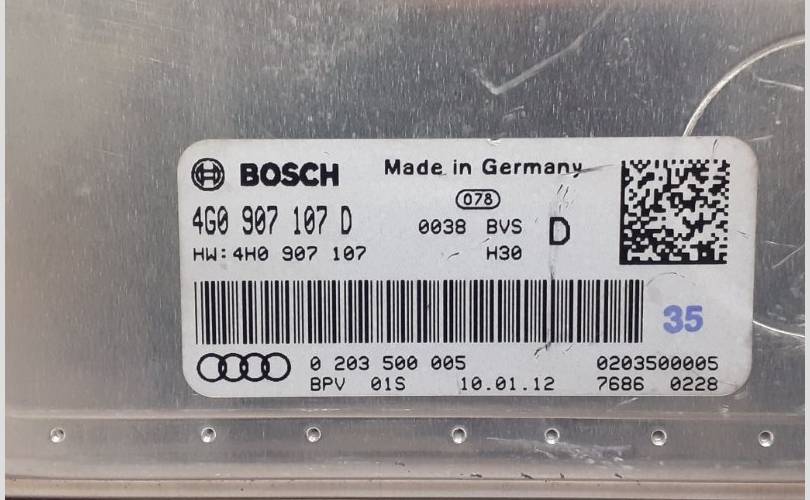 BOSCH Made in Germany
078
4G0 907 107 D 0038 BVS D
HW:4H0 907 107 H30
35
0 203 500 005 0203500005
BPV 01S 10.01.12 7686 0228